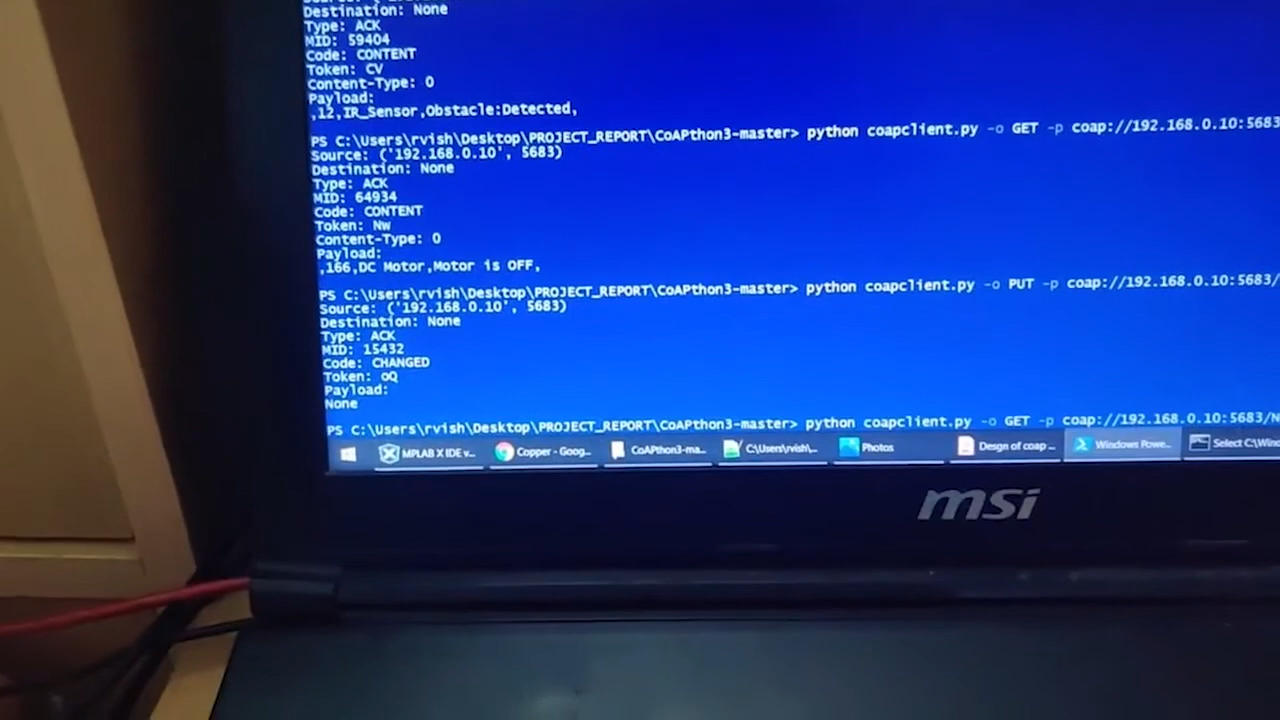 Destination: None
Type: ACK
MID: 59404
Code: CONTENT
Token: CV
Content-Type: 0
Payload:
,12,IR_Sensor,Obstacle:Detected,
PS C:\Users\rvish\Desktop\PROJECT_REPORT\CoAPthon3-master> python coapclient.py -o GET -p coap://192.168.0.10:5683
Source: ('192.168.0.10', 5683)
Destination: None
Type: ACK
MID: 64934
Code: CONTENT
Token: Nw
Content-Type: 0
Payload:
,166,DC Motor,Motor is OFF,
PS C:\Users\rvish\Desktop\PROJECT_REPORT\CoAPthon3-master> python coapclient.py -o PUT -p coap://192.168.0.10:5683/
Source: ('192.168.0.10', 5683)
Destination: None
Type: ACK
MID: 15432
Code: CHANGED
Token: oQ
Payload:
None
PS C:\Users\rvish\Desktop\PROJECT_REPORT\CoAPthon3-master> python coapclient.py -o GET -p coap://192.168.0.10:5683/N
MPLAB X IDE v... Copper - Goog... CoAPthon3-ma... C:\Users\rvish\... Photos Desgn of coap ... Windows Powe... Select C:\Wind
msi